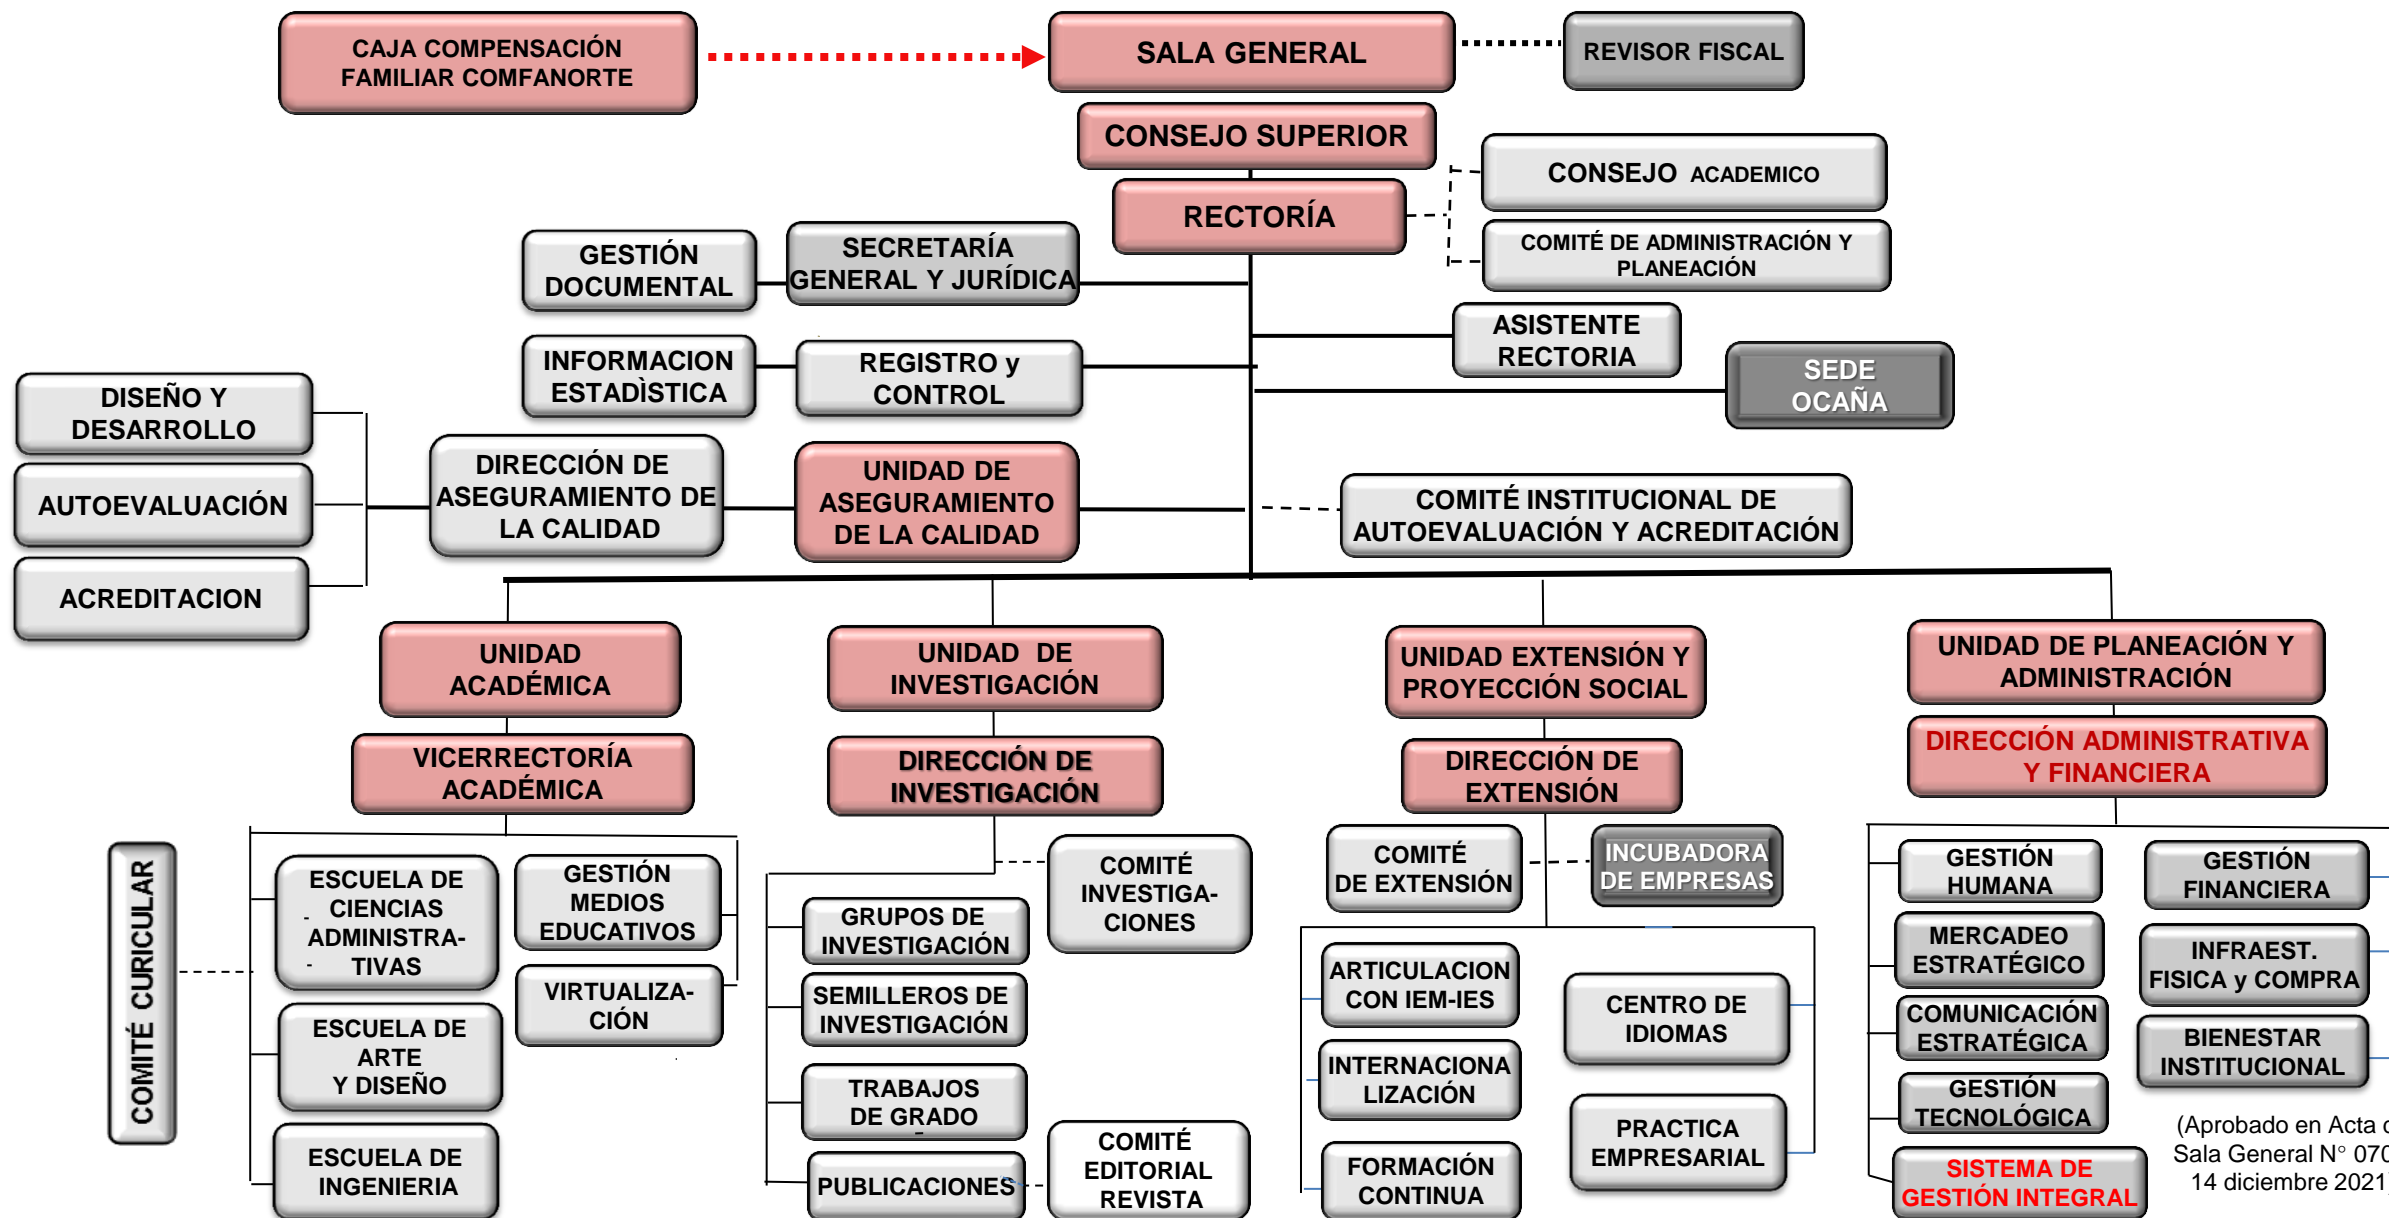 CAJA COMPENSACIÓN
FAMILIAR COMFANORTE
SALA GENERAL
REVISOR FISCAL
CONSEJO SUPERIOR
CONSEJO ACADEMICO
RECTORÍA
COMITÉ DE ADMINISTRACIÓN Y
PLANEACIÓN
GESTIÓN
DOCUMENTAL
SECRETARÍA
GENERAL Y JURÍDICA
ASISTENTE
RECTORIA
INFORMACION
ESTADÌSTICA
REGISTRO y
CONTROL
SEDE
OCAÑA
DISEÑO Y
DESARROLLO
AUTOEVALUACIÓN
ACREDITACION
DIRECCIÓN DE
ASEGURAMIENTO DE
LA CALIDAD
UNIDAD DE
ASEGURAMIENTO
DE LA CALIDAD
COMITÉ INSTITUCIONAL DE
AUTOEVALUACIÓN Y ACREDITACIÓN
UNIDAD
ACADÉMICA
UNIDAD DE
INVESTIGACIÓN
UNIDAD EXTENSIÓN Y
PROYECCIÓN SOCIAL
UNIDAD DE PLANEACIÓN Y
ADMINISTRACIÓN
VICERRECTORÍA
ACADÉMICA
DIRECCIÓN DE
INVESTIGACIÓN
DIRECCIÓN DE
EXTENSIÓN
DIRECCIÓN ADMINISTRATIVA
Y FINANCIERA
COMITÉ CURICULAR
ESCUELA DE
CIENCIAS
ADMINISTRA-
TIVAS
ESCUELA DE
ARTE
Y DISEÑO
ESCUELA DE
INGENIERIA
GESTIÓN
MEDIOS
EDUCATIVOS
VIRTUALIZA-
CIÓN
COMITÉ
INVESTIGA-
CIONES
GRUPOS DE
INVESTIGACIÓN
SEMILLEROS DE
INVESTIGACIÓN
TRABAJOS
DE GRADO
PUBLICACIONES
COMITÉ
EDITORIAL
REVISTA
COMITÉ
DE EXTENSIÓN
INCUBADORA
DE EMPRESAS
ARTICULACION
CON IEM-IES
INTERNACIONA
LIZACIÓN
FORMACIÓN
CONTINUA
CENTRO DE
IDIOMAS
PRACTICA
EMPRESARIAL
GESTIÓN
HUMANA
MERCADEO
ESTRATÉGICO
COMUNICACIÓN
ESTRATÉGICA
GESTIÓN
TECNOLÓGICA
SISTEMA DE
GESTIÓN INTEGRAL
GESTIÓN
FINANCIERA
INFRAEST.
FISICA y COMPRA
BIENESTAR
INSTITUCIONAL
(Aprobado en Acta
Sala General N° 070
14 diciembre 2021